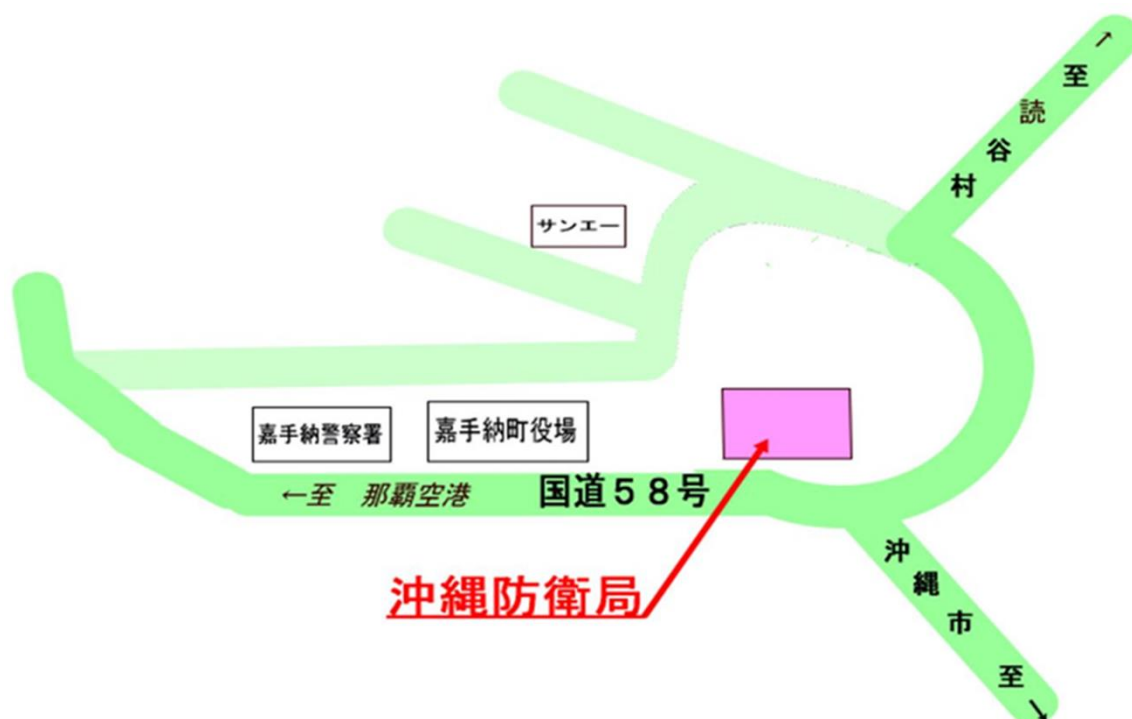 至読谷村
↗
サンエー
嘉手納警察署
嘉手納町役場
←至 那覇空港
国道58号
沖縄防衛局
沖縄市 至
↘